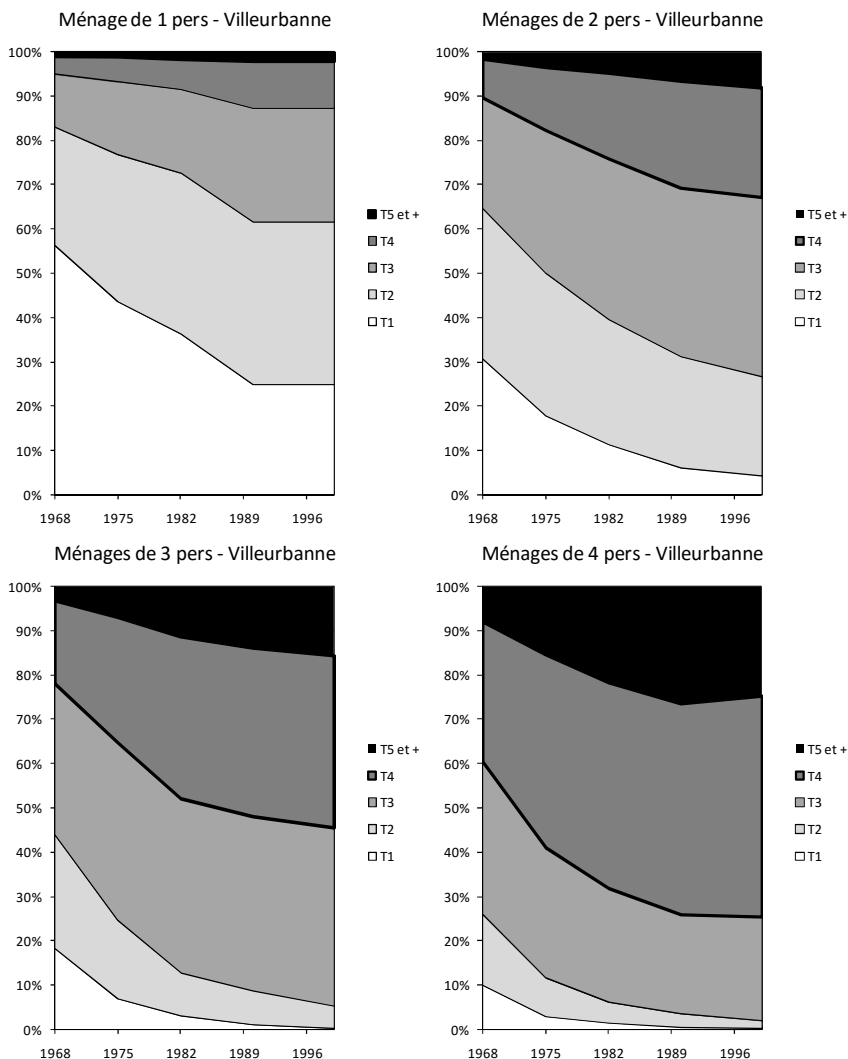 Ménage de 1 pers - Villeurbanne
100%
90%
80%
70%
60%
50%
40%
30%
20%
10%
0%
1968 1975 1982 1989 1996
T5 et +
T4
T3
T2
T1
Ménages de 2 pers - Villeurbanne
100%
90%
80%
70%
60%
50%
40%
30%
20%
10%
0%
1968 1975 1982 1989 1996
T5 et +
T4
T3
T2
T1
Ménages de 3 pers - Villeurbanne
100%
90%
80%
70%
60%
50%
40%
30%
20%
10%
0%
1968 1975 1982 1989 1996
T5 et +
T4
T3
T2
T1
Ménages de 4 pers - Villeurbanne
100%
90%
80%
70%
60%
50%
40%
30%
20%
10%
0%
1968 1975 1982 1989 1996
T5 et +
T4
T3
T2
T1